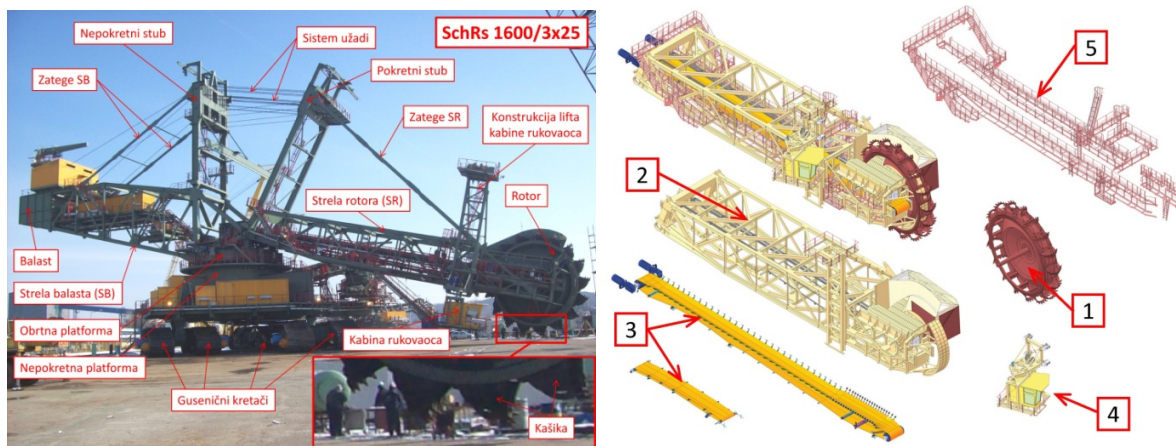 SchRs 1600/3x25
Nepokretni stub
Sistem užadi
Pokretni stub
Zatege SB
Zatege SR
Konstrukcija lifta
kabine rukovaoca
Strela rotora (SR)
Rotor
Balast
Strela balasta (SB)
Obrtna platforma
Nepokretna platforma
Kabina rukovaoca
Gusenični kretači
Kašika
5
2
1
3
4